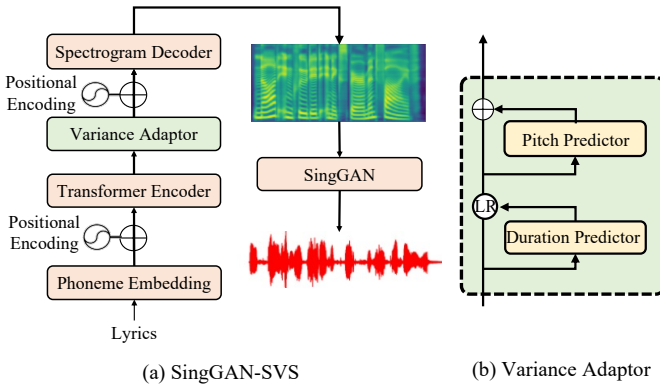 Spectrogram Decoder
Positional
Encoding
Variance Adaptor
Transformer Encoder
Positional
Encoding
Phoneme Embedding
Lyrics
SingGAN
(a) SingGAN-SVS
Pitch Predictor
LR
Duration Predictor
(b) Variance Adaptor